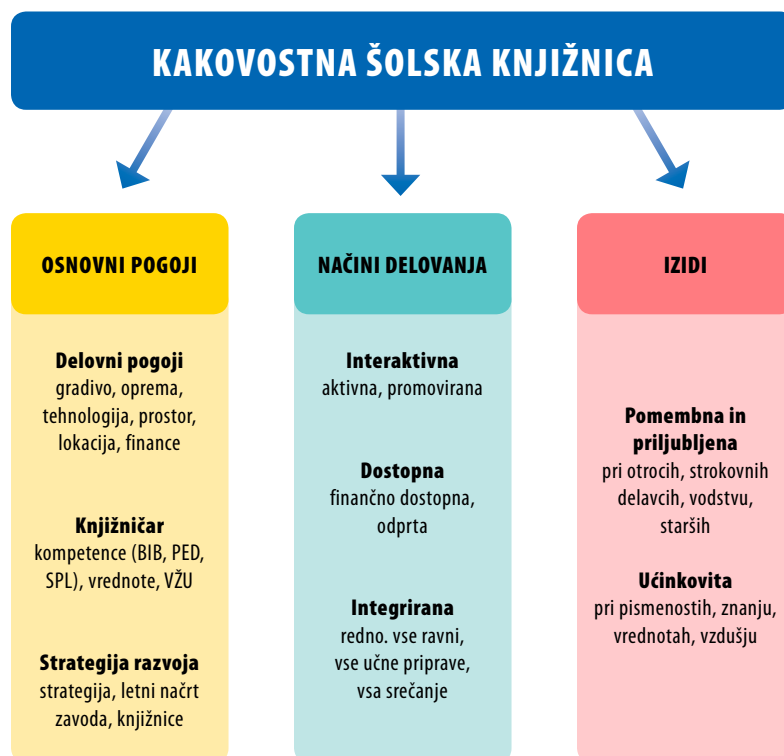 KAKOVOSTNA ŠOLSKA KNJIŽNICA
OSNOVNI POGOJI
Delovni pogoji
gradivo, oprema,
tehnologija, prostor,
lokacija, finance
Knjižničar
kompetence (BIB, PED,
SPL), vrednote, VŽU
Strategija razvoja
strategija, letni načrt
zavoda, knjižnice
NAČINI DELOVANJA
Interaktivna
aktivna, promovirana
Dostopna
finančno dostopna,
odprta
Integrirana
redno. vse ravni,
vse učne priprave,
vsa srečanje
IZIDI
Pomembna in
priljubljena
pri otrocih, strokovnih
delavcih, vodstvu,
starših
Ućinkovita
pri pismenostih, znanju,
vrednotah, vzdušju